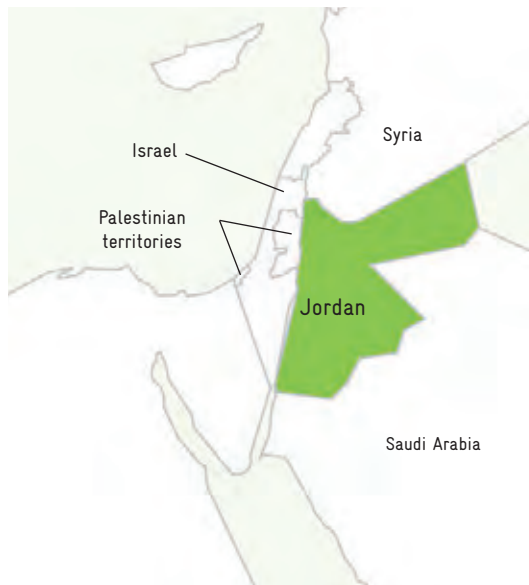 Syria
Israel
Palestinian
territories
Jordan
Saudi Arabia